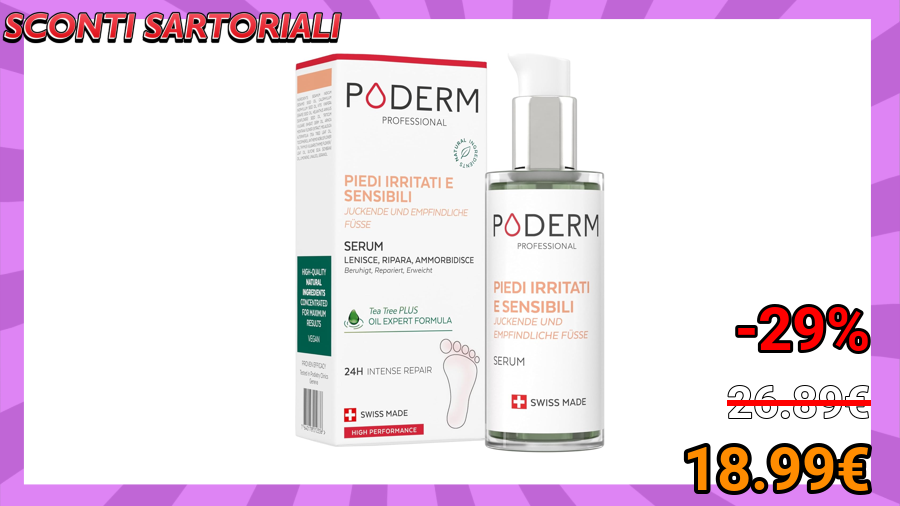 SCONTI SARTORIALI
PODERM
PROFESSIONAL
NATURAL INGREDIENTS
PIEDI IRRITATI E
SENSIBILI
JUCKENDE UND EMPFINDLICHE
FÜSSE
SERUM
LENISCE, RIPARA, AMMORBIDISCE
Beruhigt, Repariert, Erweicht
Tea Tree PLUS
OIL EXPERT FORMULA
24H INTENSE REPAIR
SWISS MADE
HIGH PERFORMANCE
HIGH-QUALITY
NATURAL
INGREDIENTS
CONCENTRATED
FOR MAXIMUM
RESULTS
VEGAN
PODERM
PROFESSIONAL
PIEDI IRRITATI
E SENSIBILI
JUCKENDE UND
EMPFINDLICHE FÜSSE
SERUM
SWISS MADE
-29%
26.89€
18.99€